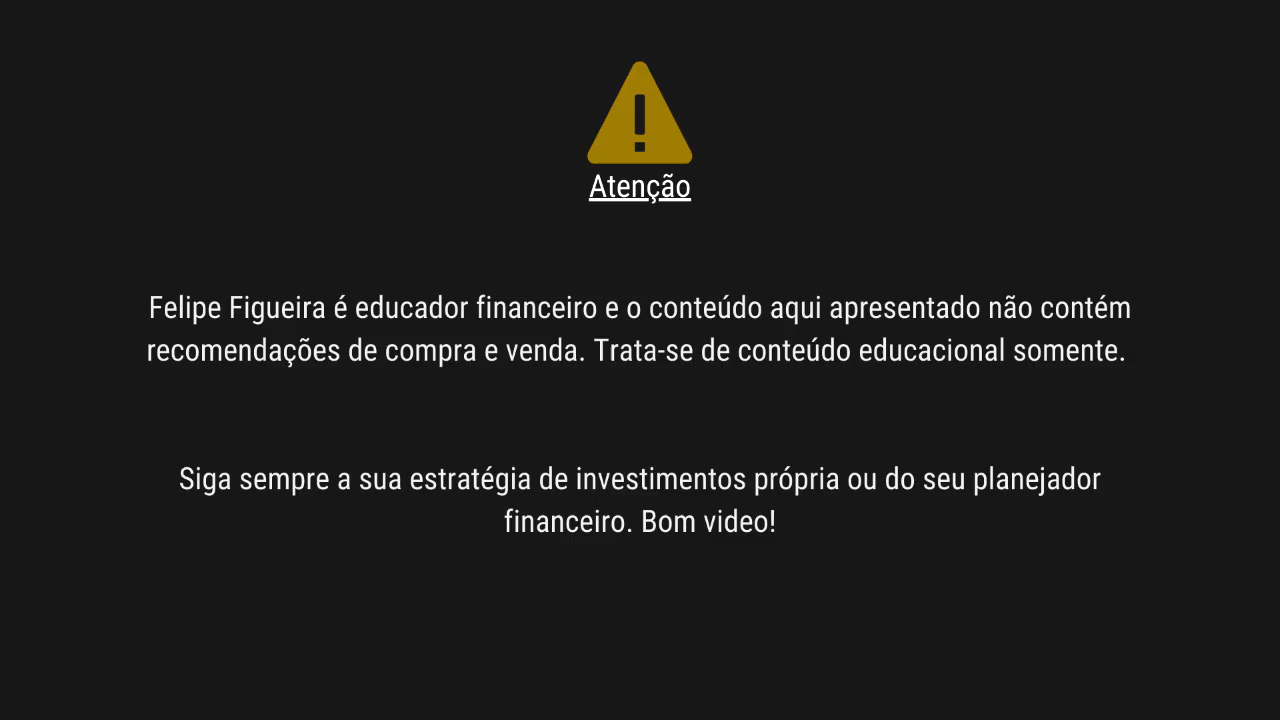 Atenção
Felipe Figueira é educador financeiro e o conteúdo aqui apresentado não contém
recomendações de compra e venda. Trata-se de conteúdo educacional somente.
Siga sempre a sua estratégia de investimentos própria ou do seu planejador
financeiro. Bom video!